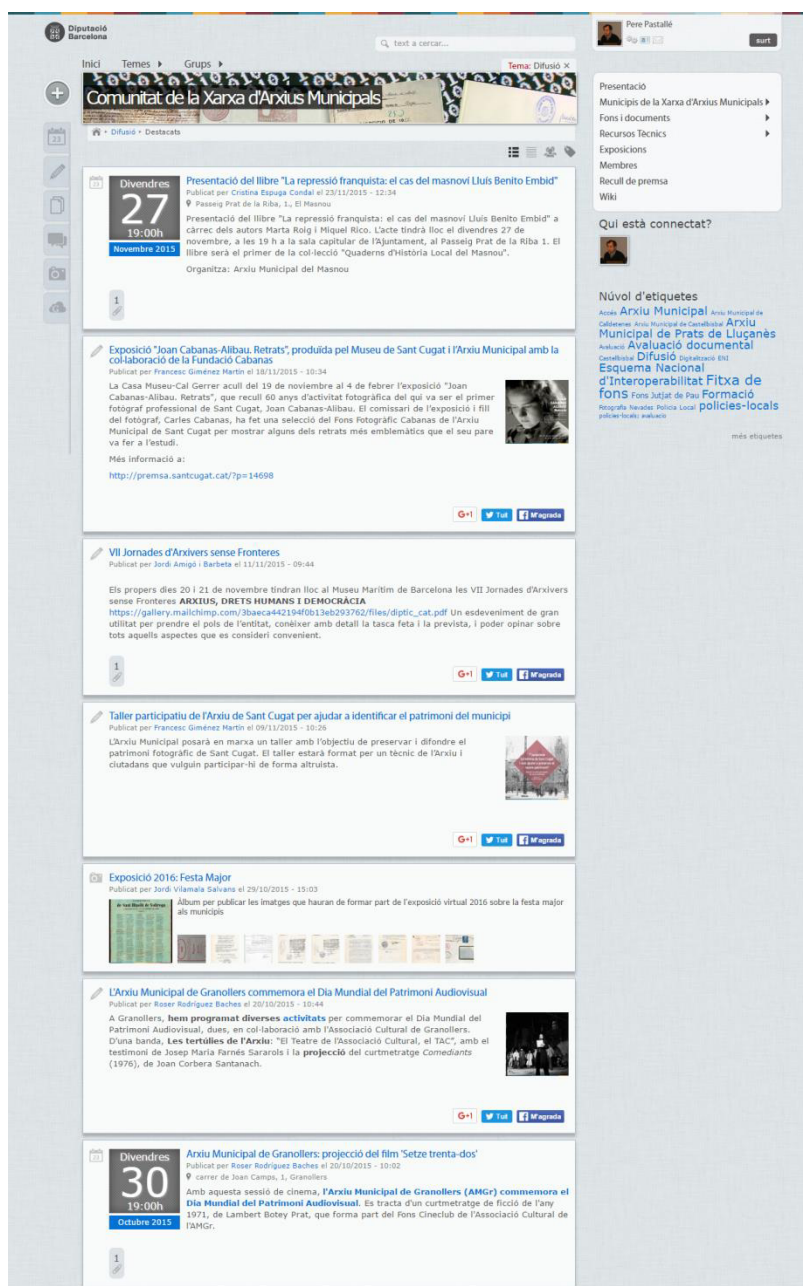 Diputació
Barcelona
text a cercar...
Pere Pastallé
surt
Inici Temes Grups
Tema: Difusió ×
Comunitat de la Xarxa d'Arxius Municipals
Difusió • Destacats
Presentació
Municipis de la Xarxa d'Arxius Municipals
Fons i documents
Recursos Tècnics
Exposicions
Membres
Recull de premsa
Wiki
Qui està connectat?
Núvol d'etiquetes
Accés Arxiu Municipal Arxiu Municipal de
Calldetenes Arxiu Municipal de Castellbisbal Arxiu
Municipal de Prats de Lluçanès
Avaluació Avaluació documental
Castellbisbal Difusió Digitalització ENI
Esquema Nacional
d'Interoperabilitat Fitxa de
fons Fons Jutjat de Pau Formació
Fotografia Navades Policia Local policies-locals
policies-locals; avaluacio
més etiquetes
Divendres
27
19:00h
Novembre 2015
Presentació del llibre "La repressió franquista: el cas del masnoví Lluís Benito Embid"
Publicat per Cristina Espuga Condal el 23/11/2015 - 12:34
Passeig Prat de la Riba, 1., El Masnou
Presentació del llibre "La repressió franquista: el cas del masnoví Lluís Benito Embid" a
càrrec dels autors Marta Roig i Miquel Rico. L'acte tindrà lloc el divendres 27 de
novembre, a les 19 h a la sala capitular de l'Ajuntament, al Passeig Prat de la Riba 1. El
llibre serà el primer de la col·lecció "Quaderns d'Història Local del Masnou".
Organitza: Arxiu Municipal del Masnou
1
Exposició "Joan Cabanas-Alibau. Retrats", produïda pel Museu de Sant Cugat i l'Arxiu Municipal amb la
col·laboració de la Fundació Cabanas
Publicat per Francesc Giménez Martín el 18/11/2015 - 10:34
La Casa Museu-Cal Gerrer acull del 19 de noviembre al 4 de febrer l'exposició "Joan
Cabanas-Alibau. Retrats", que recull 60 anys d'activitat fotogràfica del qui va ser el primer
fotògraf professional de Sant Cugat, Joan Cabanas-Alibau. El comissari de l'exposició i fill
del fotògraf, Carles Cabanas, ha fet una selecció del Fons Fotogràfic Cabanas de l'Arxiu
Municipal de Sant Cugat per mostrar alguns dels retrats més emblemàtics que el seu pare
va fer a l'estudi.
Més informació a:
http://premsa.santcugat.cat/?p=14698
G+1 Tuit M'agrada
VII Jornades d'Arxivers sense Fronteres
Publicat per Jordi Amigó i Barbeta el 11/11/2015 - 09:44
Els propers dies 20 i 21 de novembre tindran lloc al Museu Marítim de Barcelona les VII Jornades d'Arxivers
sense Fronteres ARXIUS, DRETS HUMANS I DEMOCRÀCIA
https://gallery.mailchimp.com/3baeca442194f0b13eb293762/files/diptic_cat.pdf Un esdeveniment de gran
utilitat per prendre el pols de l'entitat, conèixer amb detall la tasca feta i la prevista, i poder opinar sobre
tots aquells aspectes que es consideri convenient.
1
G+1 Tuit M'agrada
Taller participatiu de l'Arxiu de Sant Cugat per ajudar a identificar el patrimoni del municipi
Publicat per Francesc Giménez Martín el 09/11/2015 - 10:26
L'Arxiu Municipal posarà en marxa un taller amb l'objectiu de preservar i difondre el
patrimoni fotogràfic de Sant Cugat. El taller estarà format per un tècnic de l'Arxiu i
ciutadans que vulguin participar-hi de forma altruista.
G+1 Tuit M'agrada
Exposició 2016: Festa Major
Publicat per Jordi Vilamala Salvans el 29/10/2015 - 15:03
Àlbum per publicar les imatges que hauran de formar part de l'exposició virtual 2016 sobre la festa major
als municipis
L'Arxiu Municipal de Granollers commemora el Dia Mundial del Patrimoni Audiovisual
Publicat per Roser Rodríguez Baches el 20/10/2015 - 10:44
A Granollers, hem programat diverses activitats per commemorar el Dia Mundial del
Patrimoni Audiovisual, dues, en col·laboració amb l'Associació Cultural de Granollers.
D'una banda, Les tertúlies de l'Arxiu: "El Teatre de l'Associació Cultural, el TAC", amb el
testimoni de Josep Maria Farnés Sararols i la projecció del curtmetratge Comediants
(1976), de Joan Corbera Santanach.
G+1 Tuit M'agrada
Divendres
30
19:00h
Octubre 2015
Arxiu Municipal de Granollers: projecció del film 'Setze trenta-dos'
Publicat per Roser Rodríguez Baches el 20/10/2015 - 10:02
carrer de Joan Camps, 1, Granollers
Amb aquesta sessió de cinema, l'Arxiu Municipal de Granollers (AMGr) commemora el
Dia Mundial del Patrimoni Audiovisual. Es tracta d'un curtmetratge de ficció de l'any
1971, de Lambert Botey Prat, que forma part del Fons Cineclub de l'Associació Cultural de
l'AMGr.
1